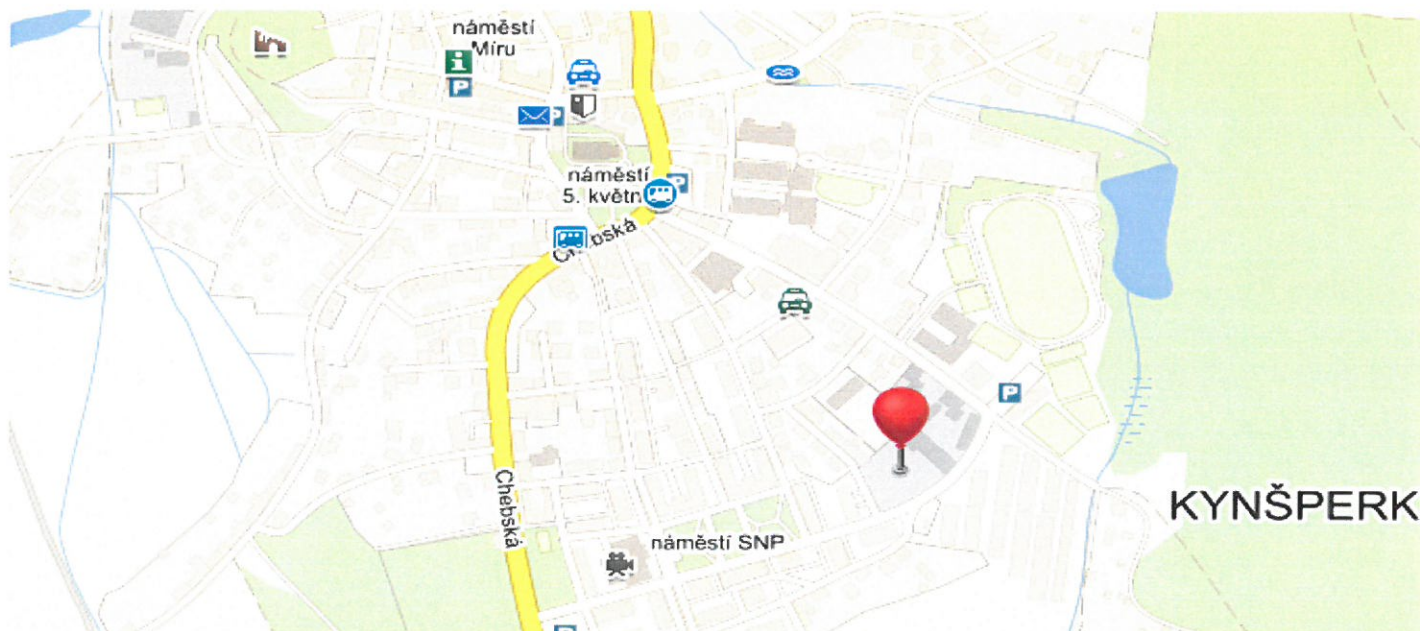 náměstí
Míru
P
P
náměstí
5. květn
P
Chebská
P
Chebská
KYNŠPERK
náměstí SNP
P